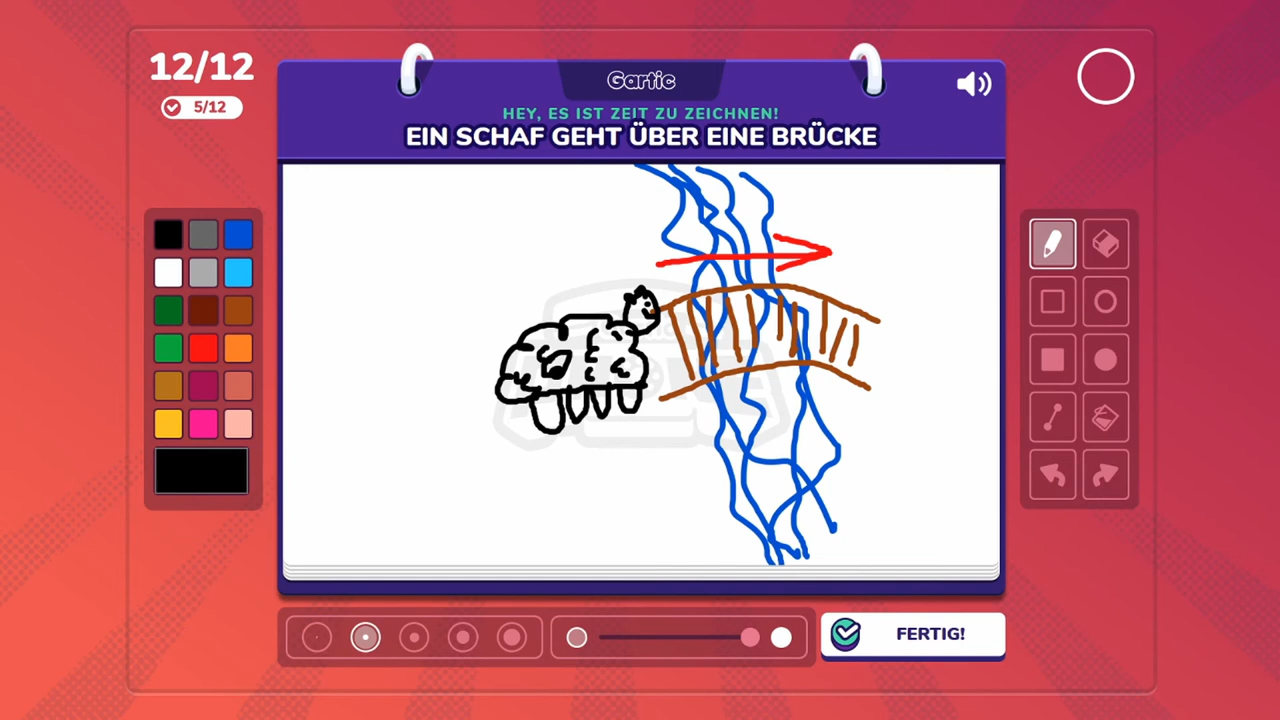 12/12
5/12
Gartic
HEY, ES IST ZEIT ZU ZEICHNEN!
EIN SCHAF GEHT ÜBER EINE BRÜCKE
FERTIG!